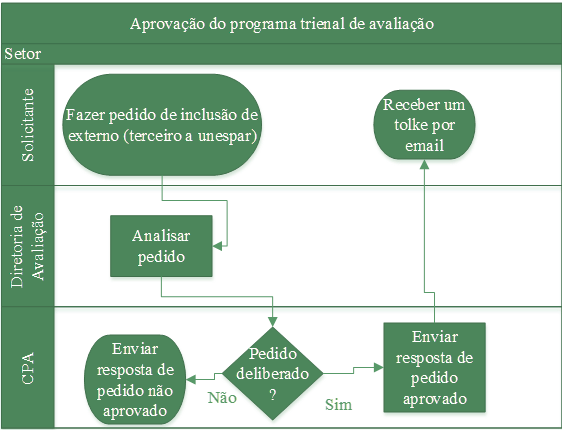 Aprovação do programa trienal de avaliação
Setor
Solicitante
Fazer pedido de inclusão de
externo (terceiro a unespar)
Receber um
tolke por
email
Diretoria de
Avaliação
Analisar
pedido
CPA
Enviar
resposta de
pedido não
aprovado
Não
Pedido
deliberado
?
Sim
Enviar
resposta de
pedido
aprovado